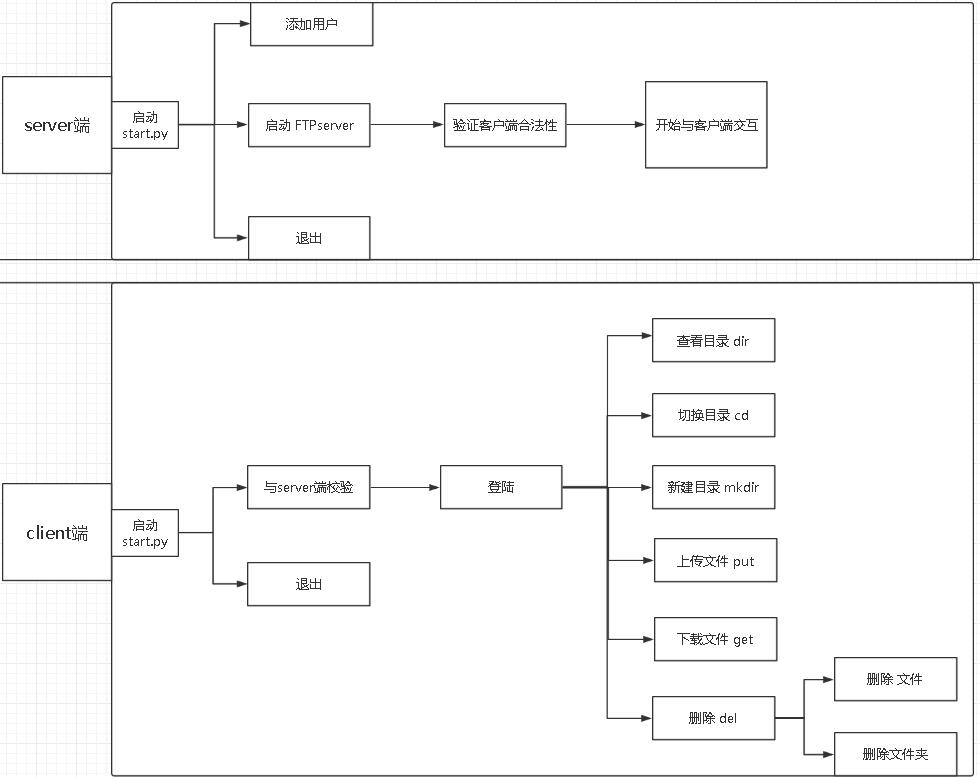 添加用户
server端
启动
start.py
启动 FTPserver
验证客户端合法性
开始与客户端交互
退出
查看目录 dir
切换目录 cd
client端
启动
start.py
与server端校验
登陆
新建目录 mkdir
退出
上传文件 put
下载文件 get
删除 del
删除 文件
删除文件夹